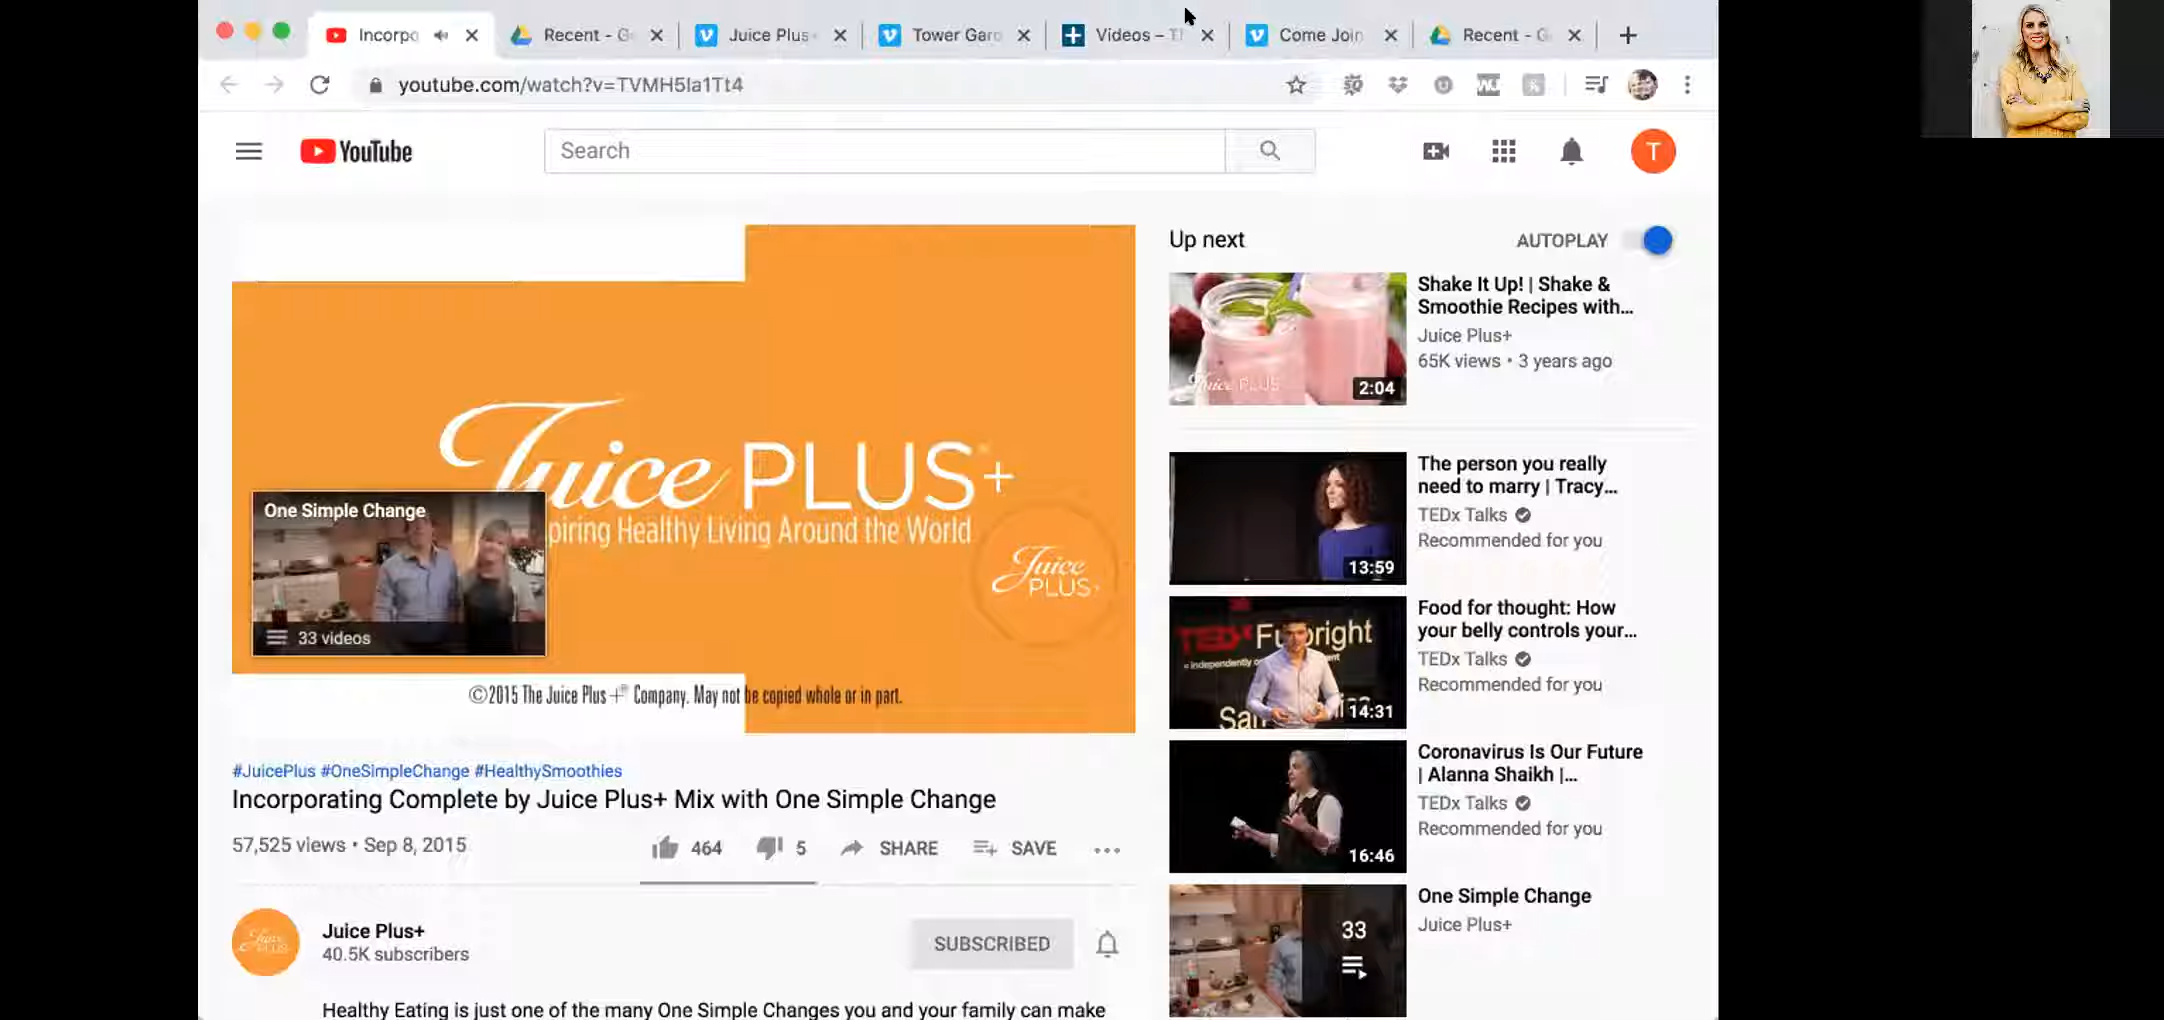 Incorpo
Recent - G
Juice Plus
Tower Gard
Videos – T
Come Join
Recent - G
youtube.com/watch?v=TVMH5Ia1Tt4
YouTube
Search
T
Juice PLUS+
piring Healthy Living Around the World
One Simple Change
33 videos
Juice
PLUS+
©2015 The Juice Plus+® Company. May not be copied whole or in part.
#JuicePlus #OneSimpleChange #HealthySmoothies
Incorporating Complete by Juice Plus+ Mix with One Simple Change
57,525 views • Sep 8, 2015
464
5
SHARE
SAVE
Juice Plus+
40.5K subscribers
SUBSCRIBED
Healthy Eating is just one of the many One Simple Changes you and your family can make
Up next
AUTOPLAY
Juice PLUS
2:04
Shake It Up! | Shake &
Smoothie Recipes with...
Juice Plus+
65K views • 3 years ago
13:59
The person you really
need to marry | Tracy...
TEDx Talks
Recommended for you
TEDx
14:31
Food for thought: How
your belly controls your...
TEDx Talks
Recommended for you
16:46
Coronavirus Is Our Future
| Alanna Shaikh |...
TEDx Talks
Recommended for you
33
One Simple Change
Juice Plus+